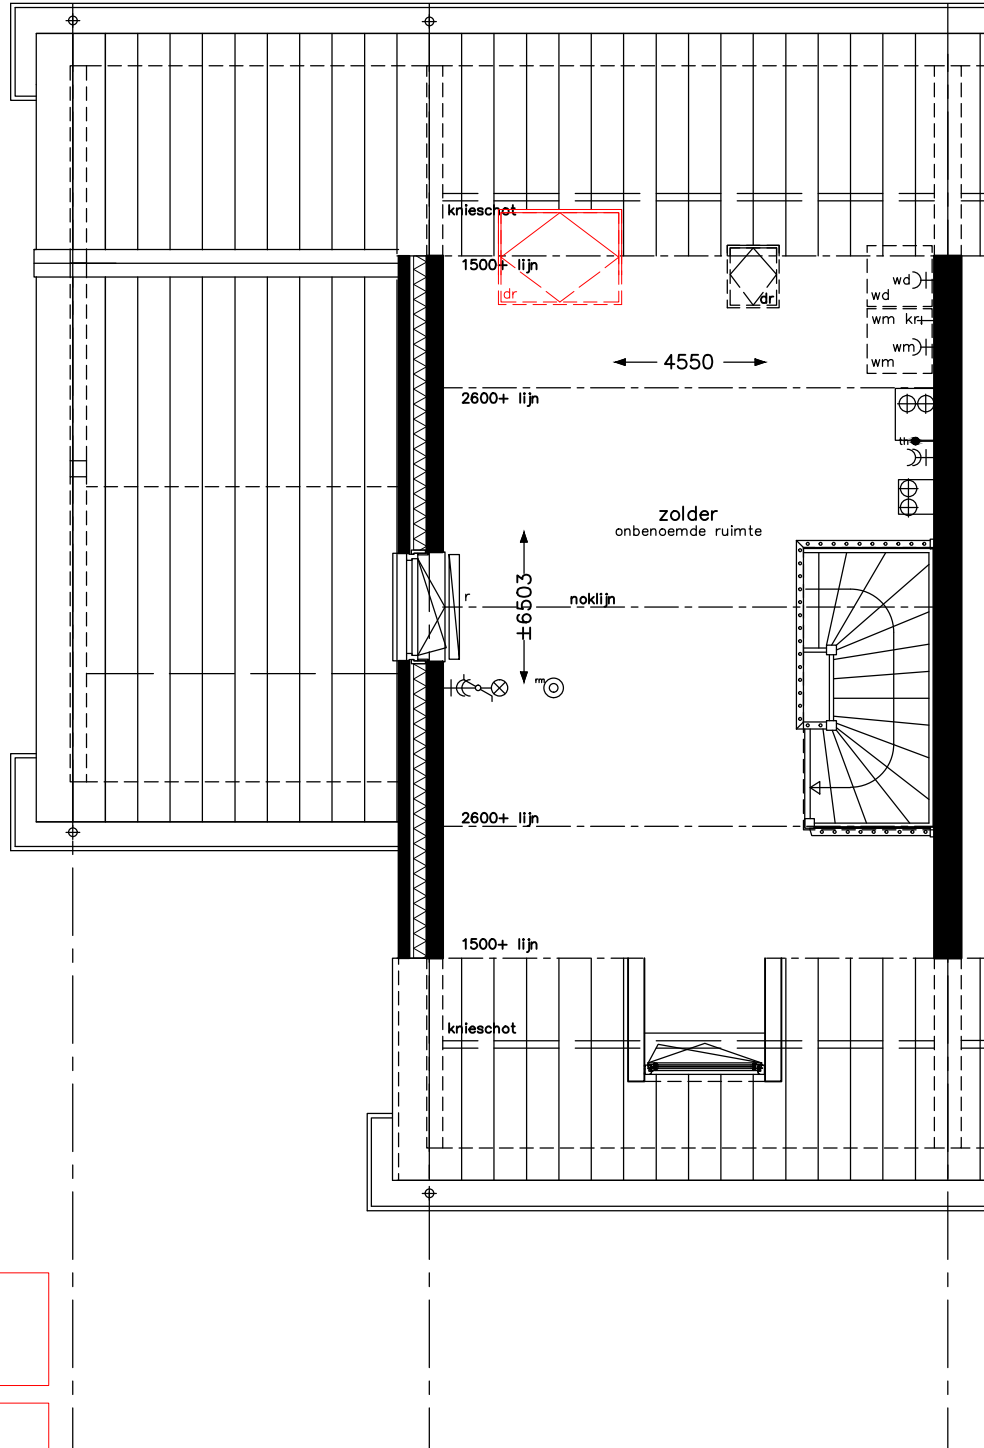 knieschot
1500+ lijn
dr
dr
wd
wd
wm kr
wm
wm
4550
2600+ lijn
th
zolder
onbenoemde ruimte
±6503
r
noklijn
rm
2600+ lijn
1500+ lijn
knieschot